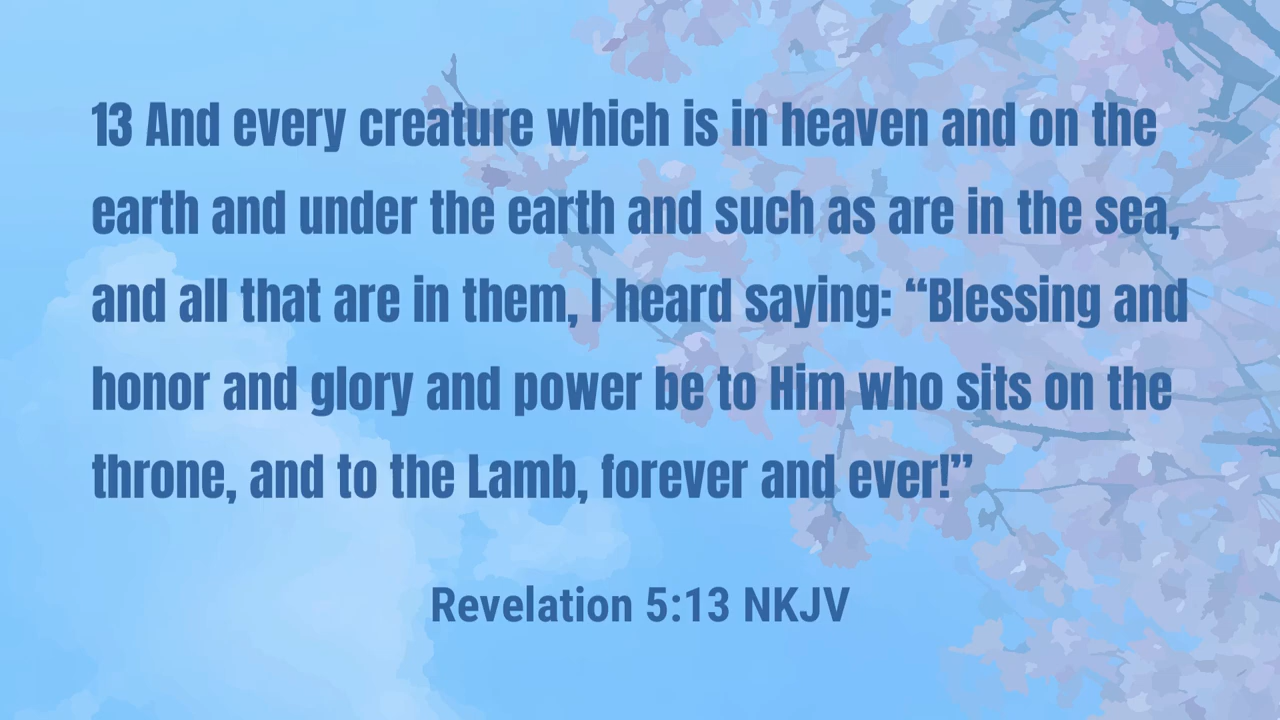 13 And every creature which is in heaven and on the
earth and under the earth and such as are in the sea,
and all that are in them, I heard saying: “Blessing and
honor and glory and power be to Him who sits on the
throne, and to the Lamb, forever and ever!”
Revelation 5:13 NKJV